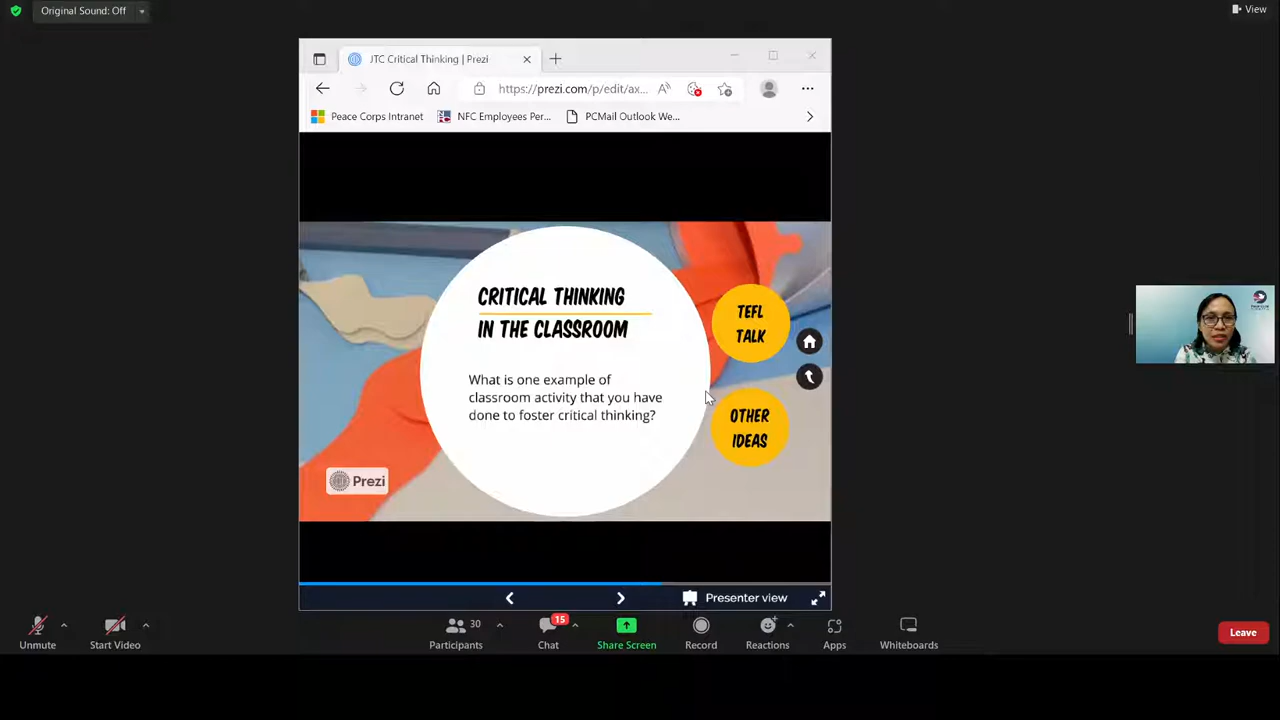 Original Sound: Off
View
JTC Critical Thinking | Prezi
https://prezi.com/p/edit/ax...
Peace Corps Intranet
NFC Employees Per...
PCMail Outlook We...
CRITICAL THINKING
IN THE CLASSROOM
What is one example of
classroom activity that you have
done to foster critical thinking?
TEFL
TALK
OTHER
IDEAS
Prezi
Presenter view
Unmute
Start Video
30
Participants
15
Chat
Share Screen
Record
Reactions
Apps
Whiteboards
Leave